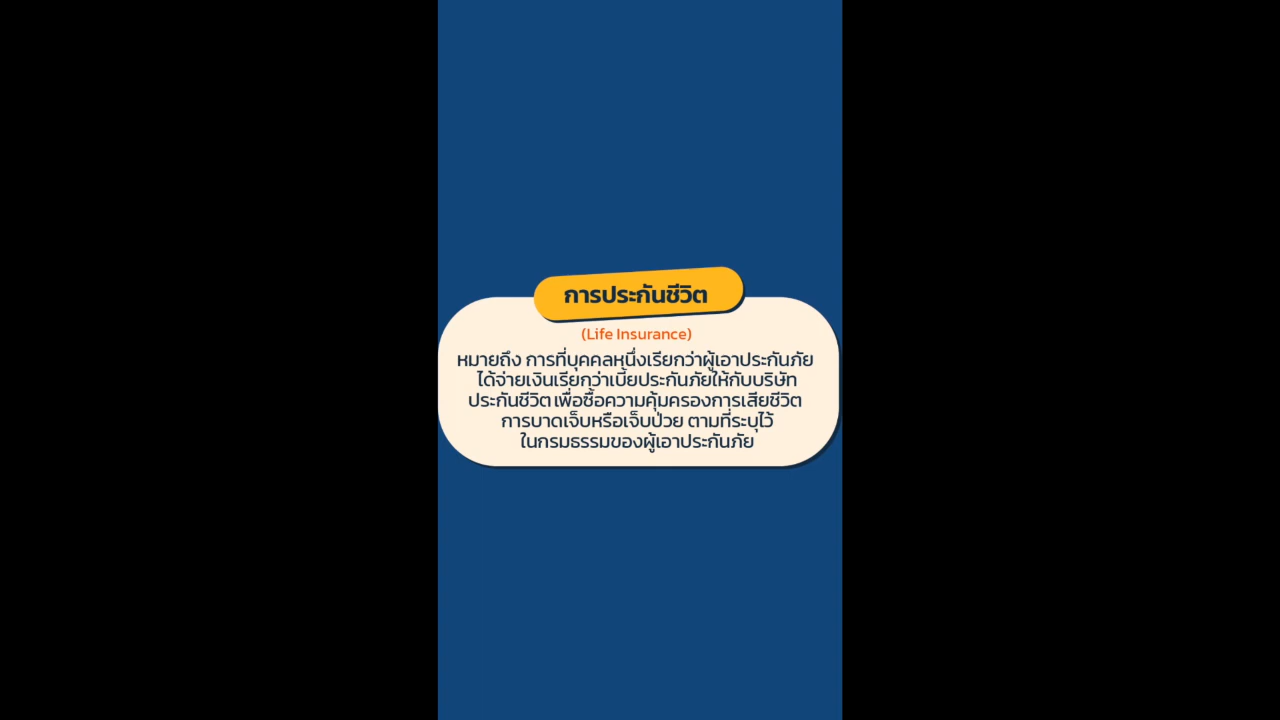 การประกันชีวิต
(Life Insurance)
หมายถึง การที่บุคคลหนึ่งเรียกว่าผู้เอาประกันภัย
ได้จ่ายเงินเรียกว่าเบี้ยประกันภัยให้กับบริษัท
ประกันชีวิต เพื่อซื้อความคุ้มครองการเสียชีวิต
การบาดเจ็บหรือเจ็บป่วย ตามที่ระบุไว้
ในกรมธรรมของผู้เอาประกันภัย